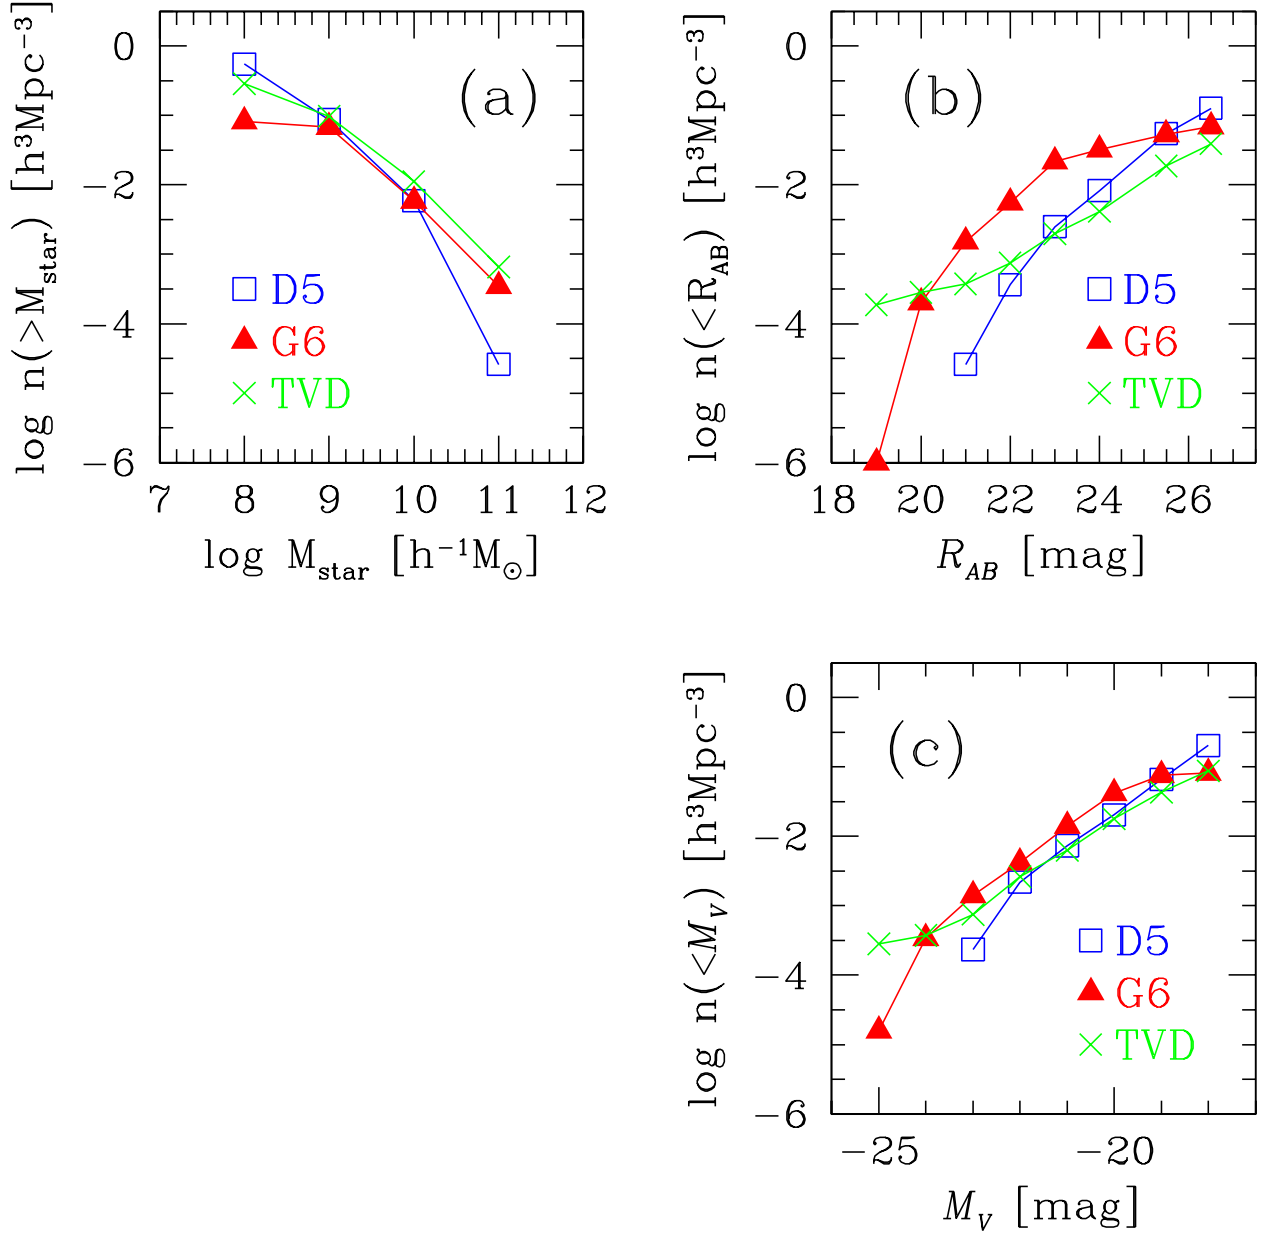 log n(>M_star) [h³Mpc⁻³]
0
−2
−4
−6
(a)
D5
G6
TVD
7 8 9 10 11 12
log M_star [h⁻¹M_⊙]
log n(<R_AB) [h³Mpc⁻³]
0
−2
−4
−6
(b)
D5
G6
TVD
18 20 22 24 26
R_AB [mag]
log n(<M_V) [h³Mpc⁻³]
0
−2
−4
−6
(c)
D5
G6
TVD
−25 −20
M_V [mag]